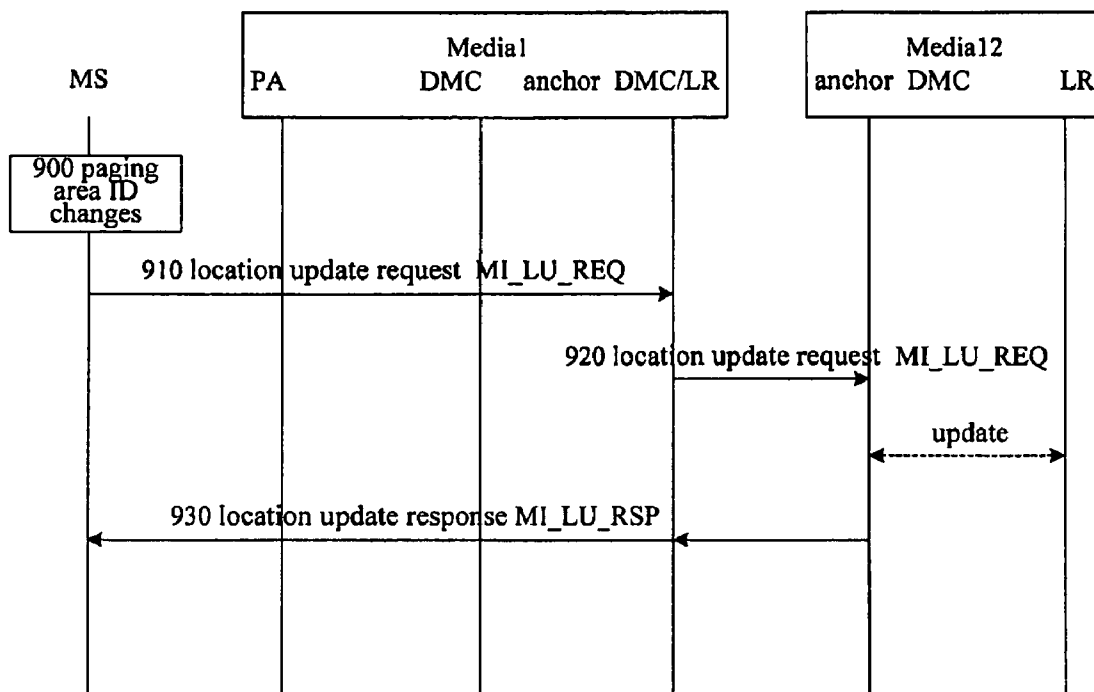 Media1
Media12
MS
PA
DMC
anchor DMC/LR
anchor DMC
LR
900 paging
area ID
changes
910 location update request MI_LU_REQ
920 location update request MI_LU_REQ
update
930 location update response MI_LU_RSP